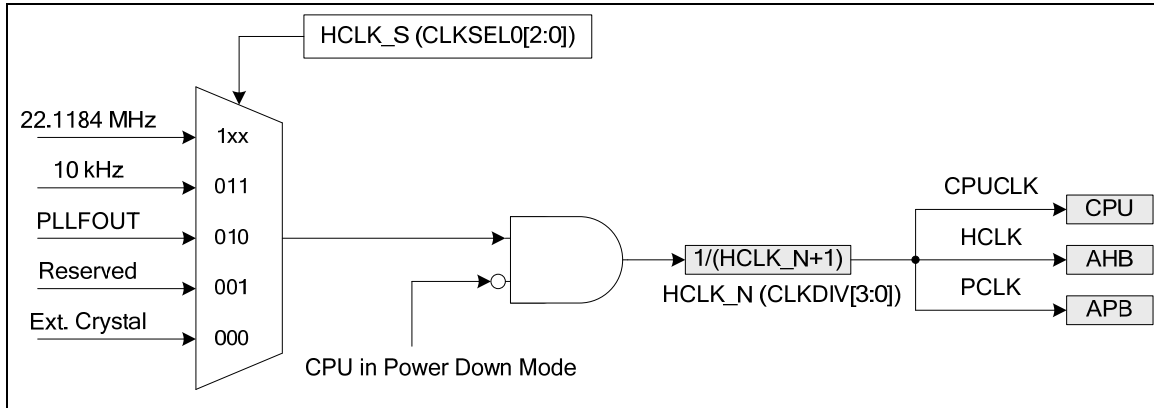 HCLK_S (CLKSEL0[2:0])
22.1184 MHz
1xx
10 kHz
011
PLLFOUT
010
Reserved
001
Ext. Crystal
000
CPU in Power Down Mode
1/(HCLK_N+1)
HCLK_N (CLKDIV[3:0])
CPUCLK
CPU
HCLK
AHB
PCLK
APB